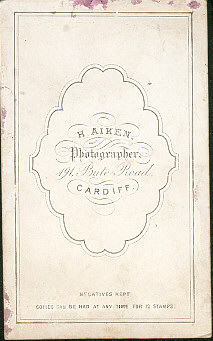 H. AIKEN,
Photographer.
191, Bute Road,
CARDIFF.
NEGATIVES KEPT
COPIES CAN BE HAD AT ANY TIME FOR 12 STAMPS